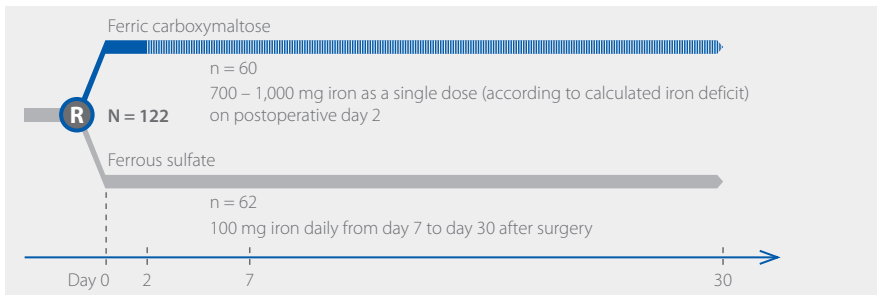 Ferric carboxymaltose
n = 60
700 – 1,000 mg iron as a single dose (according to calculated iron deficit)
on postoperative day 2
R N = 122
Ferrous sulfate
n = 62
100 mg iron daily from day 7 to day 30 after surgery
Day 0 2 7 30